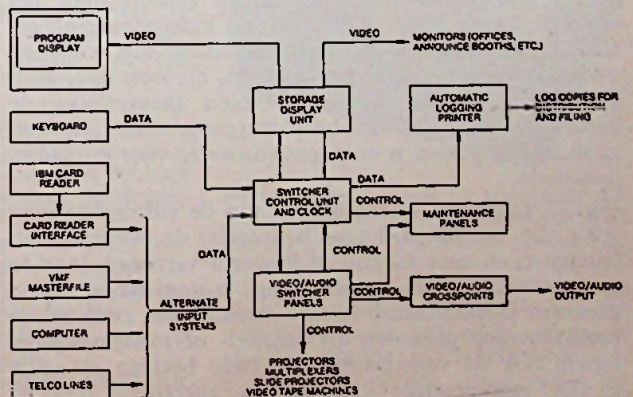 PROGRAM
DISPLAY
VIDEO
VIDEO
MONITORS (OFFICES,
ANNOUNCE BOOTHS, ETC.)
STORAGE
DISPLAY
UNIT
AUTOMATIC
LOGGING
PRINTER
LOG COPIES FOR
DISTRIBUTION
AND FILING
KEYBOARD
DATA
DATA
IBM CARD
READER
SWITCHER
CONTROL UNIT
AND CLOCK
DATA
CONTROL
MAINTENANCE
PANELS
CARD READER
INTERFACE
DATA
CONTROL
VMF
MASTERFILE
ALTERNATE
INPUT
SYSTEMS
VIDEO/AUDIO
SWITCHER
PANELS
CONTROL
VIDEO/AUDIO
CROSSPOINTS
VIDEO/AUDIO
OUTPUT
COMPUTER
CONTROL
TELCO LINES
PROJECTORS
MULTIPLEXERS
SLIDE PROJECTORS
VIDEO TAPE MACHINES